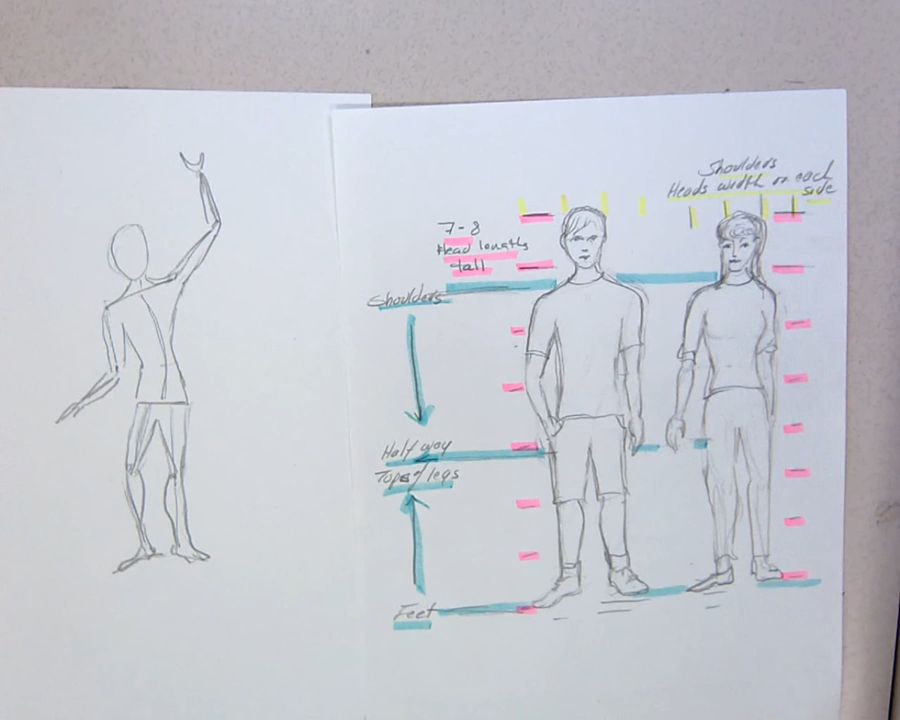 Shoulders
Heads width on each
side
7-8
Head lengths
tall
Shoulders
Half way
Tops of legs
Feet